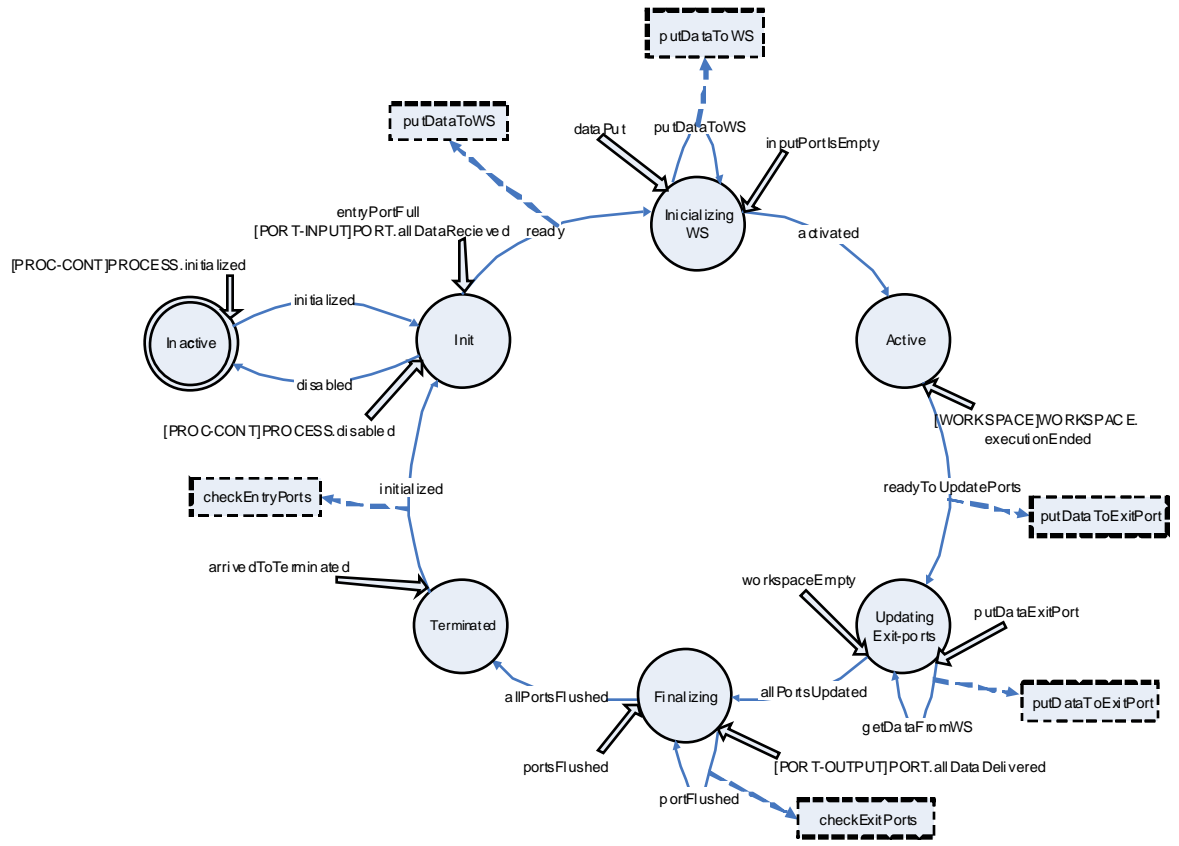 putDataToWS
putDataToWS
dataPut
putDataToWS
inputPortIsEmpty
entryPortFull
[PORT-INPUT]PORT.allDataRecieved
ready
Inicializing
WS
activated
[PROC-CONT]PROCESS.initialized
initialized
Inactive
Init
Active
disabled
[PROC-CONT]PROCESS.disabled
[WORKSPACE]WORKSPACE.
executionEnded
checkEntryPorts
initialized
readyToUpdatePorts
putDataToExitPort
arrivedToTerminated
workspaceEmpty
putDataExitPort
Terminated
Updating
Exit-ports
allPortsFlushed
Finalizing
allPortsUpdated
putDataToExitPort
getDataFromWS
portsFlushed
[PORT-OUTPUT]PORT.allDataDelivered
portFlushed
checkExitPorts